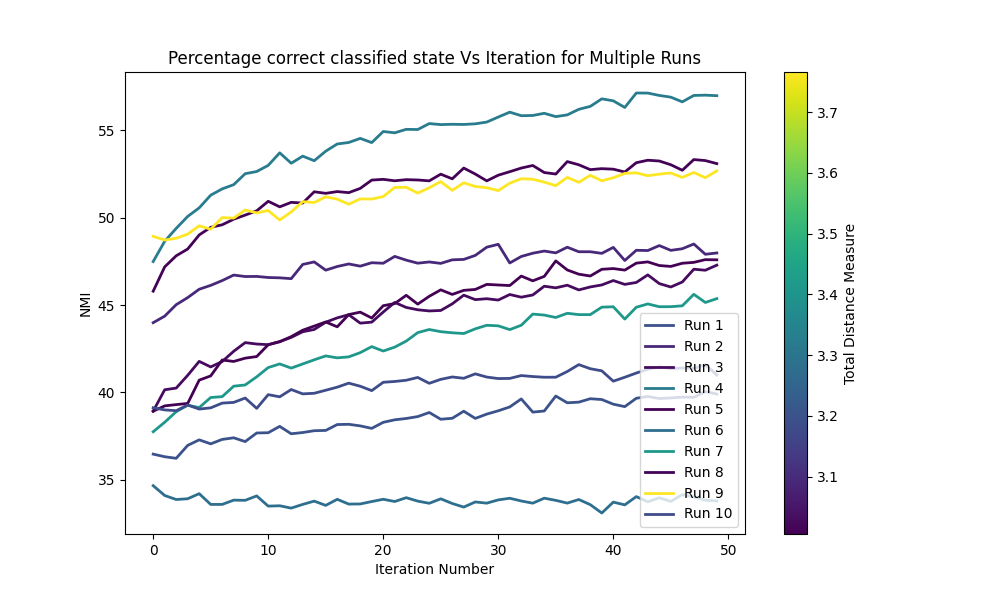 Percentage correct classified state Vs Iteration for Multiple Runs
NMI
55
50
45
40
35
0
10
20
30
40
50
Iteration Number
Run 1
Run 2
Run 3
Run 4
Run 5
Run 6
Run 7
Run 8
Run 9
Run 10
3.7
3.6
3.5
3.4
3.3
3.2
3.1
Total Distance Measure